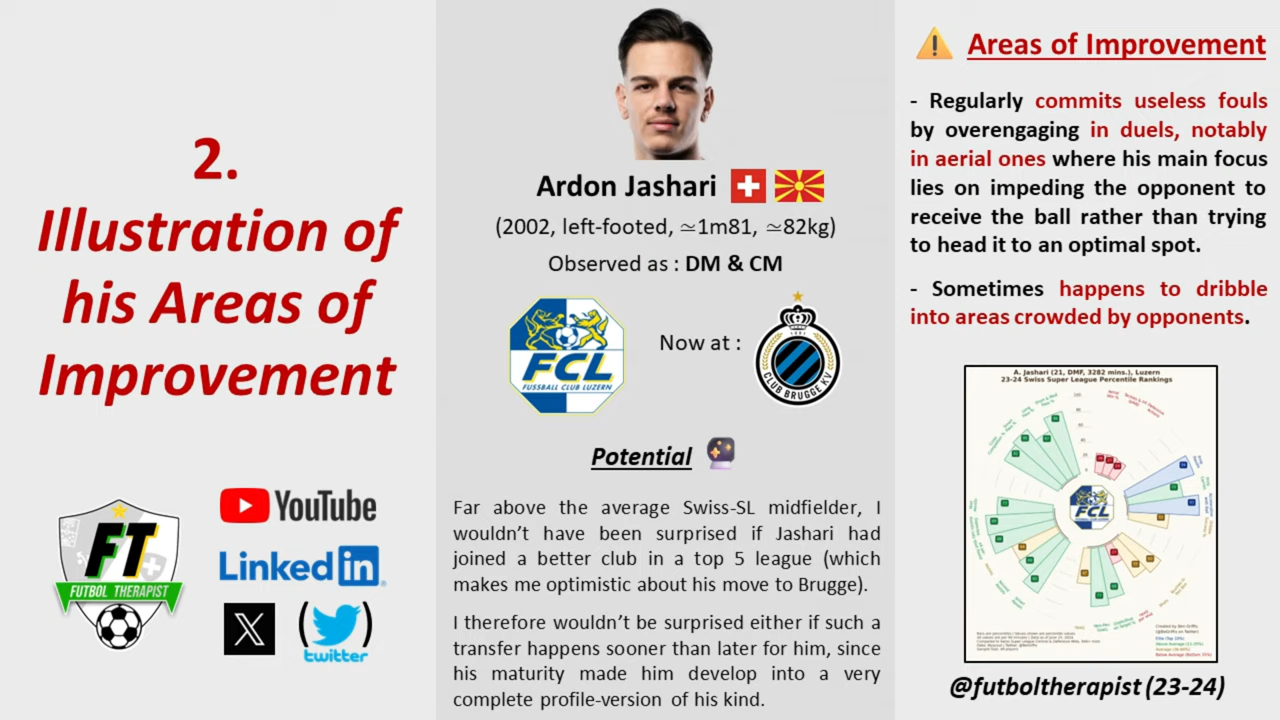 2.
Illustration of
his Areas of
Improvement
FT
FUTBOL THERAPIST
YouTube
Linked in
X
(twitter)
Ardon Jashari
(2002, left-footed, ≃1m81, ≃82kg)
Observed as : DM & CM
FCL
FUSSBALL CLUB LUZERN
Now at :
CLUB BRUGGE KV
Potential
Far above the average Swiss-SL midfielder, I
wouldn't have been surprised if Jashari had
joined a better club in a top 5 league (which
makes me optimistic about his move to Brugge).
I therefore wouldn't be surprised either if such a
happens sooner than later for him, since
his maturity made him develop into a very
complete profile-version of his kind.
Areas of Improvement
- Regularly commits useless fouls
by overengaging in duels, notably
in aerial ones where his main focus
lies on impeding the opponent to
receive the ball rather than trying
to head it to an optimal spot.
- Sometimes happens to dribble
into areas crowded by opponents.
A. Jashari (21, DMF, 3282 mins.), Luzern
23-24 Swiss Super League Percentile Rankings
FCL
@futboltherapist (23-24)